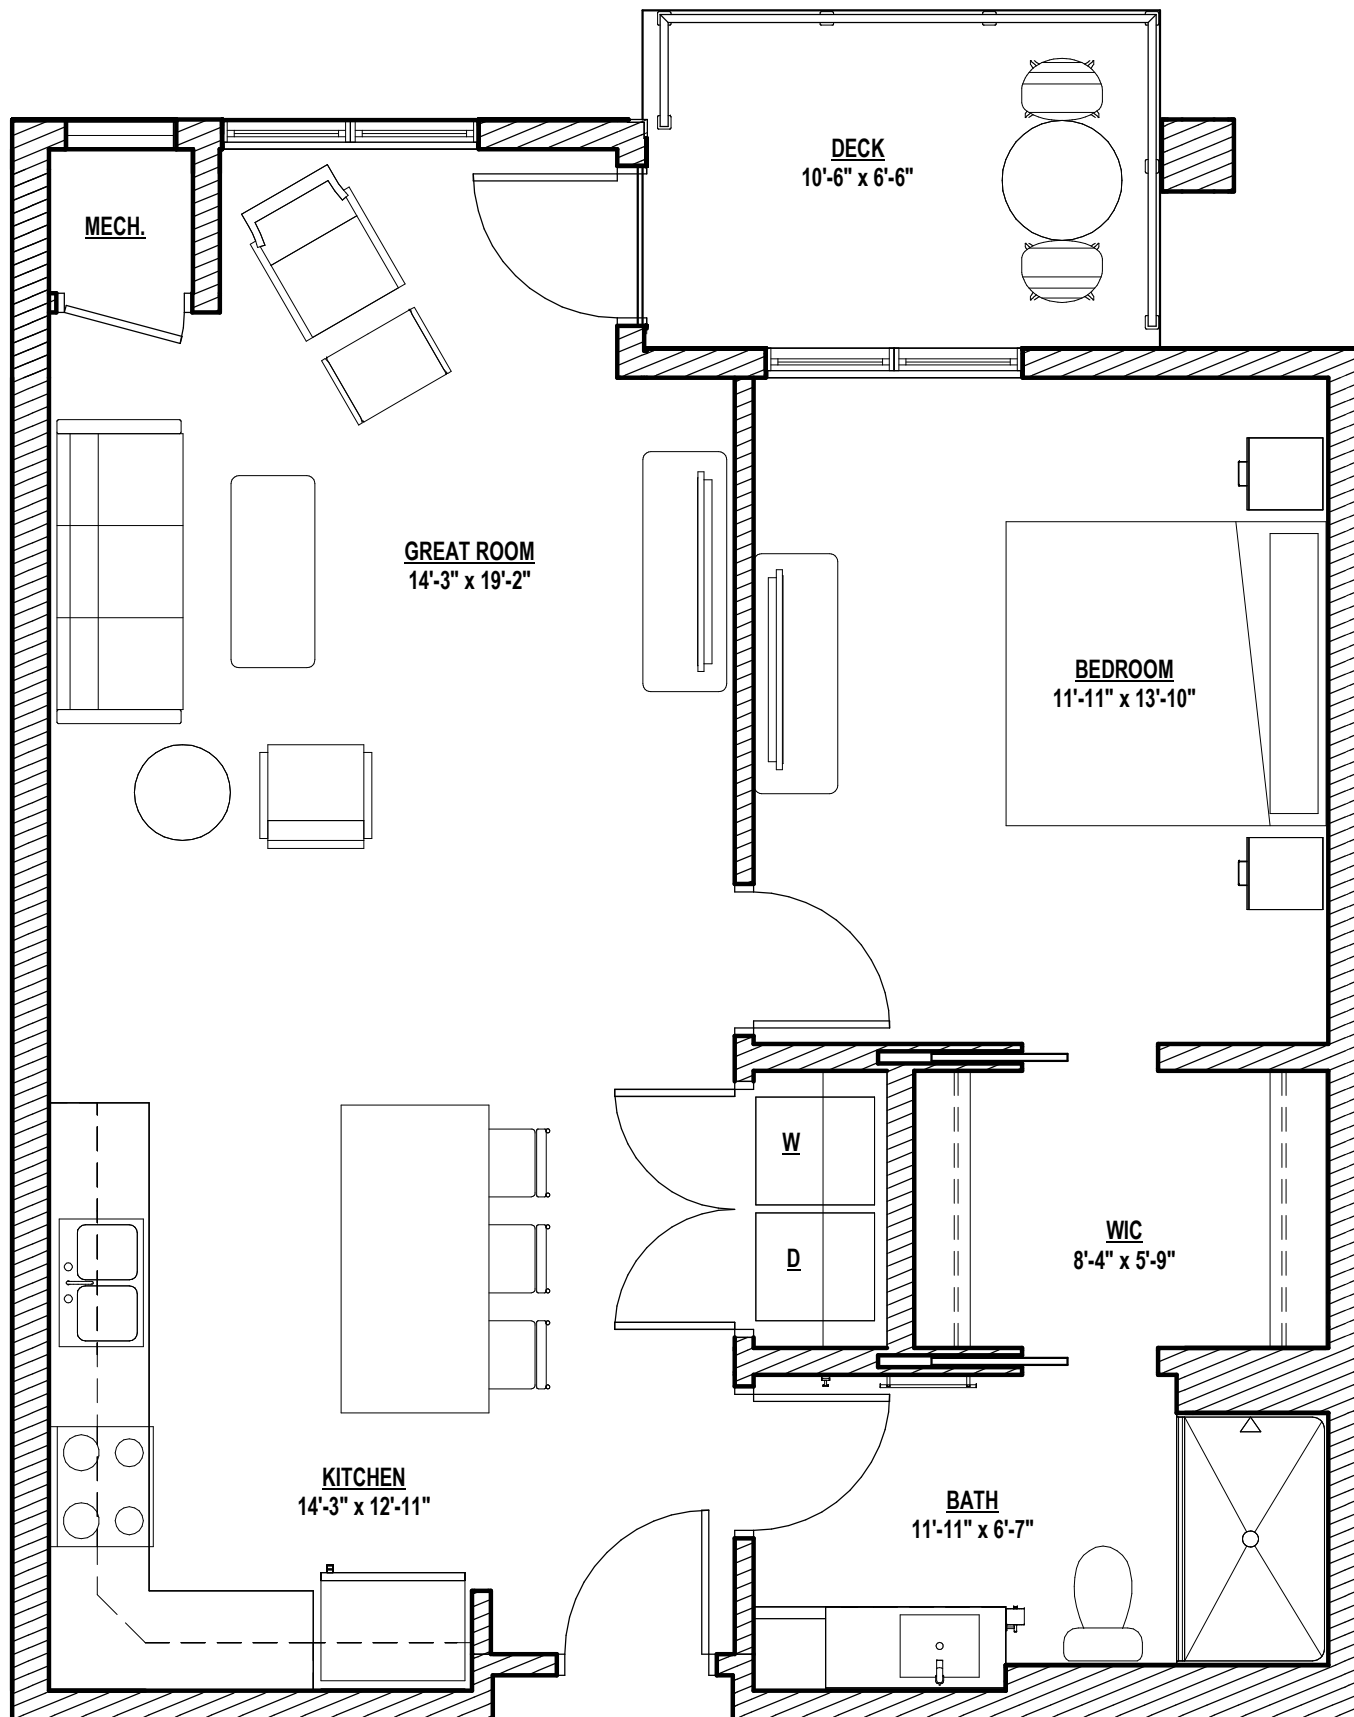 DECK
10'-6" x 6'-6"
MECH.
GREAT ROOM
14'-3" x 19'-2"
BEDROOM
11'-11" x 13'-10"
W
D
WIC
8'-4" x 5'-9"
KITCHEN
14'-3" x 12'-11"
BATH
11'-11" x 6'-7"